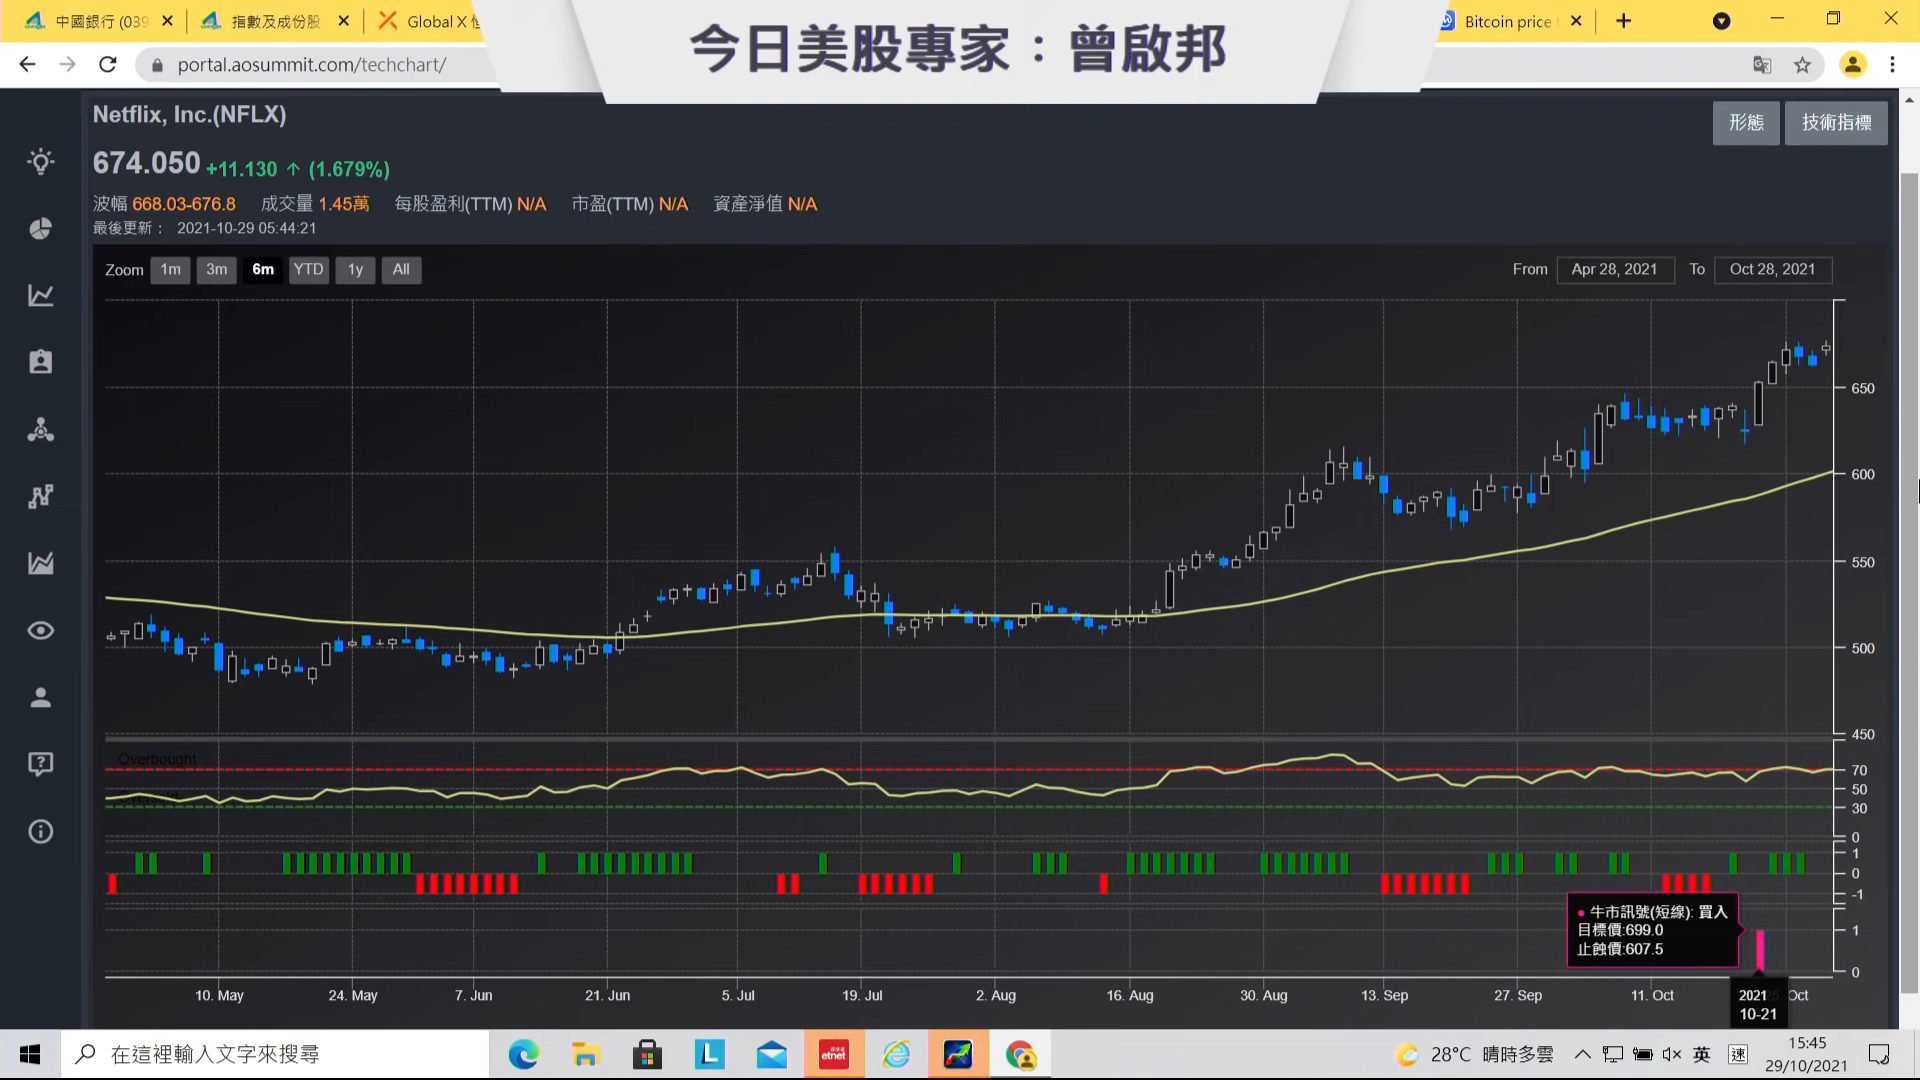 中國銀行 (039
指數及成份股
Global X 恒
今日美股專家：曾啟邦
Bitcoin price
portal.aosummit.com/techchart/
Netflix, Inc.(NFLX)
形態
技術指標
674.050 +11.130 ↑ (1.679%)
波幅 668.03-676.8 成交量 1.45萬 每股盈利(TTM) N/A 市盈(TTM) N/A 資產淨值 N/A
最後更新： 2021-10-29 05:44:21
Zoom 1m 3m 6m YTD 1y All
From Apr 28, 2021 To Oct 28, 2021
650
600
550
500
450
Overbought
70
50
30
0
1
0
-1
牛市訊號(短線): 買入
目標價:699.0
止蝕價:607.5
1
0
10. May 24. May 7. Jun 21. Jun 5. Jul 19. Jul 2. Aug 16. Aug 30. Aug 13. Sep 27. Sep 11. Oct Oct
2021
10-21
在這裡輸入文字來搜尋
etnet
28°C 晴時多雲
英
速
15:45
29/10/2021